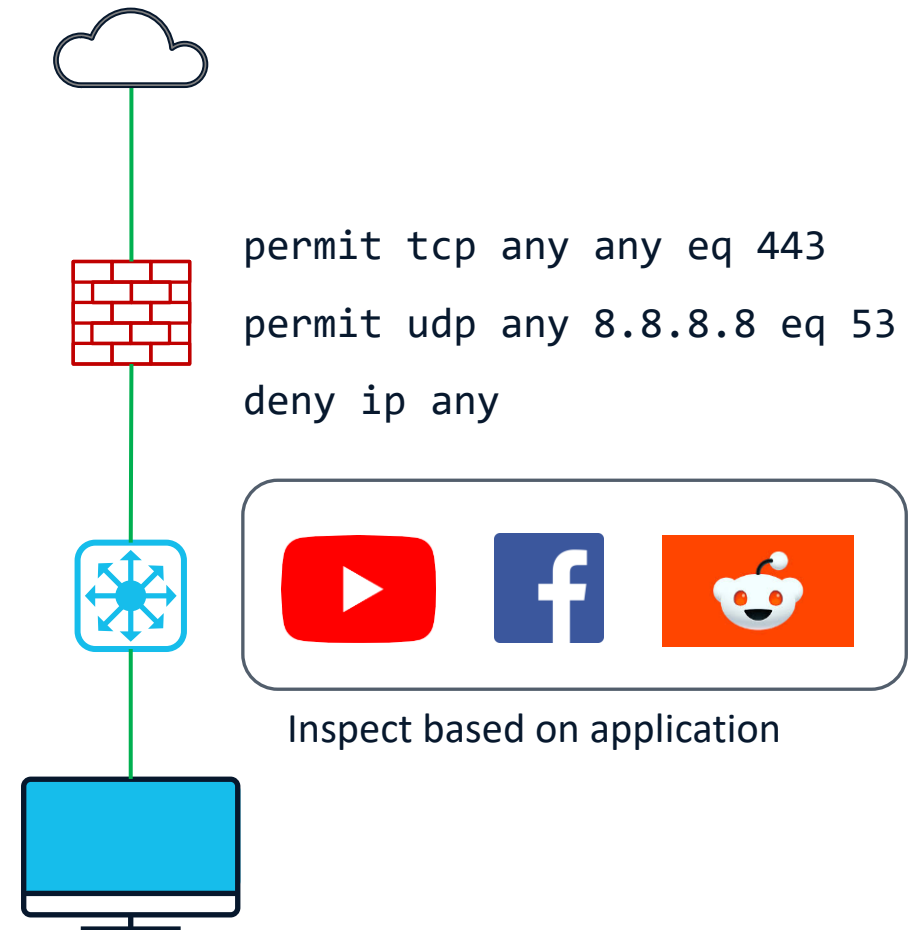 permit tcp any any eq 443
permit udp any 8.8.8.8 eq 53
deny ip any
f
Inspect based on application